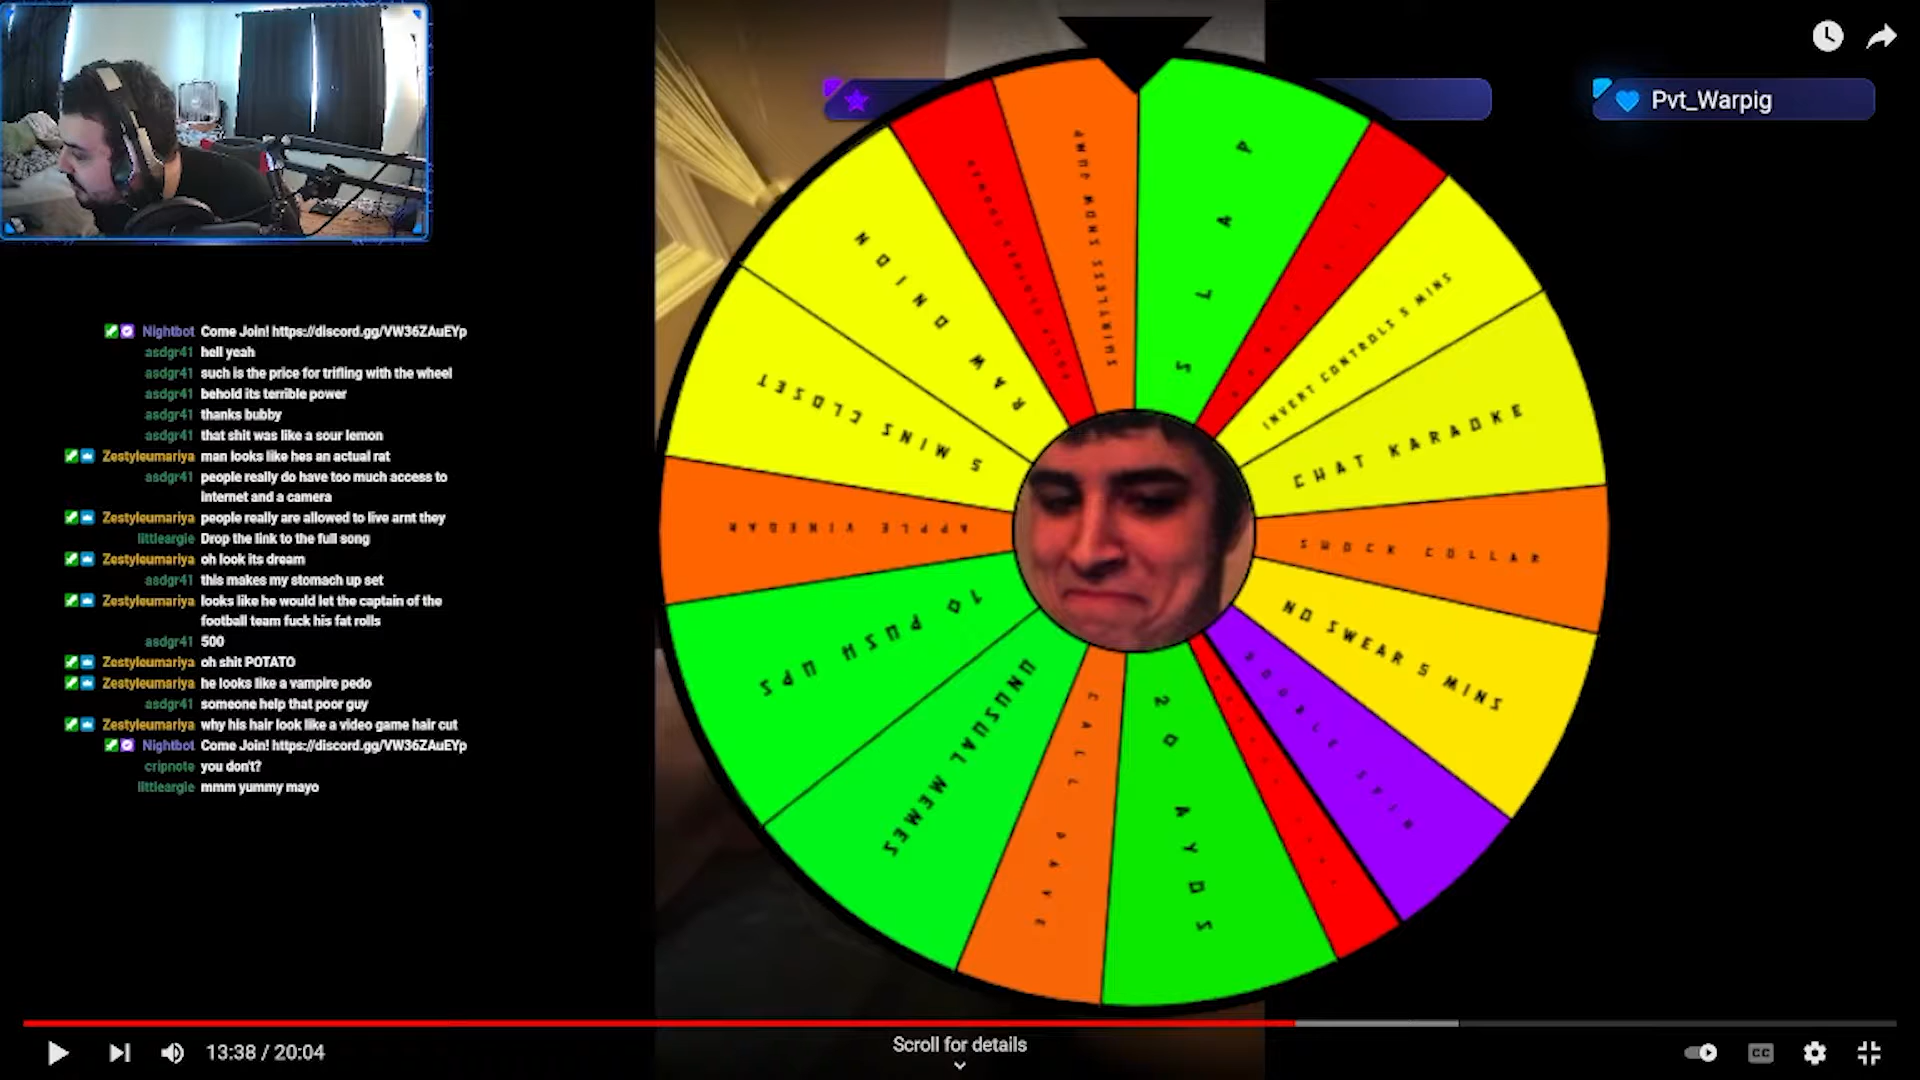 Pvt_Warpig
Nightbot Come Join! https://discord.gg/VW36ZAuEYp
asdgr41 hell yeah
asdgr41 such is the price for trifling with the wheel
asdgr41 behold its terrible power
asdgr41 thanks bubby
asdgr41 that shit was like a sour lemon
Zestyleumariya man looks like hes an actual rat
asdgr41 people really do have too much access to
internet and a camera
Zestyleumariya people really are allowed to live arnt they
littleargie Drop the link to the full song
Zestyleumariya oh look its dream
asdgr41 this makes my stomach up set
Zestyleumariya looks like he would let the captain of the
football team fuck his fat rolls
asdgr41 500
Zestyleumariya oh shit POTATO
Zestyleumariya he looks like a vampire pedo
asdgr41 someone help that poor guy
Zestyleumariya why his hair look like a video game hair cut
Nightbot Come Join! https://discord.gg/VW36ZAuEYp
cripnote you don't?
littleargie mmm yummy mayo
SLAP
INVERT CONTROLS 5 MINS
CHAT KARAOKE
SHOCK COLLAR
NO SWEAR 5 MINS
DOUBLE SPIN
20 AYDS
CALL DAVE
UNUSUAL MEMES
10 PUSH UPS
APPLE VINEGAR
5 MINS CLOSET
RAW ONION
SHIRTLESS SNOW JUMP
13:38 / 20:04
Scroll for details
CC